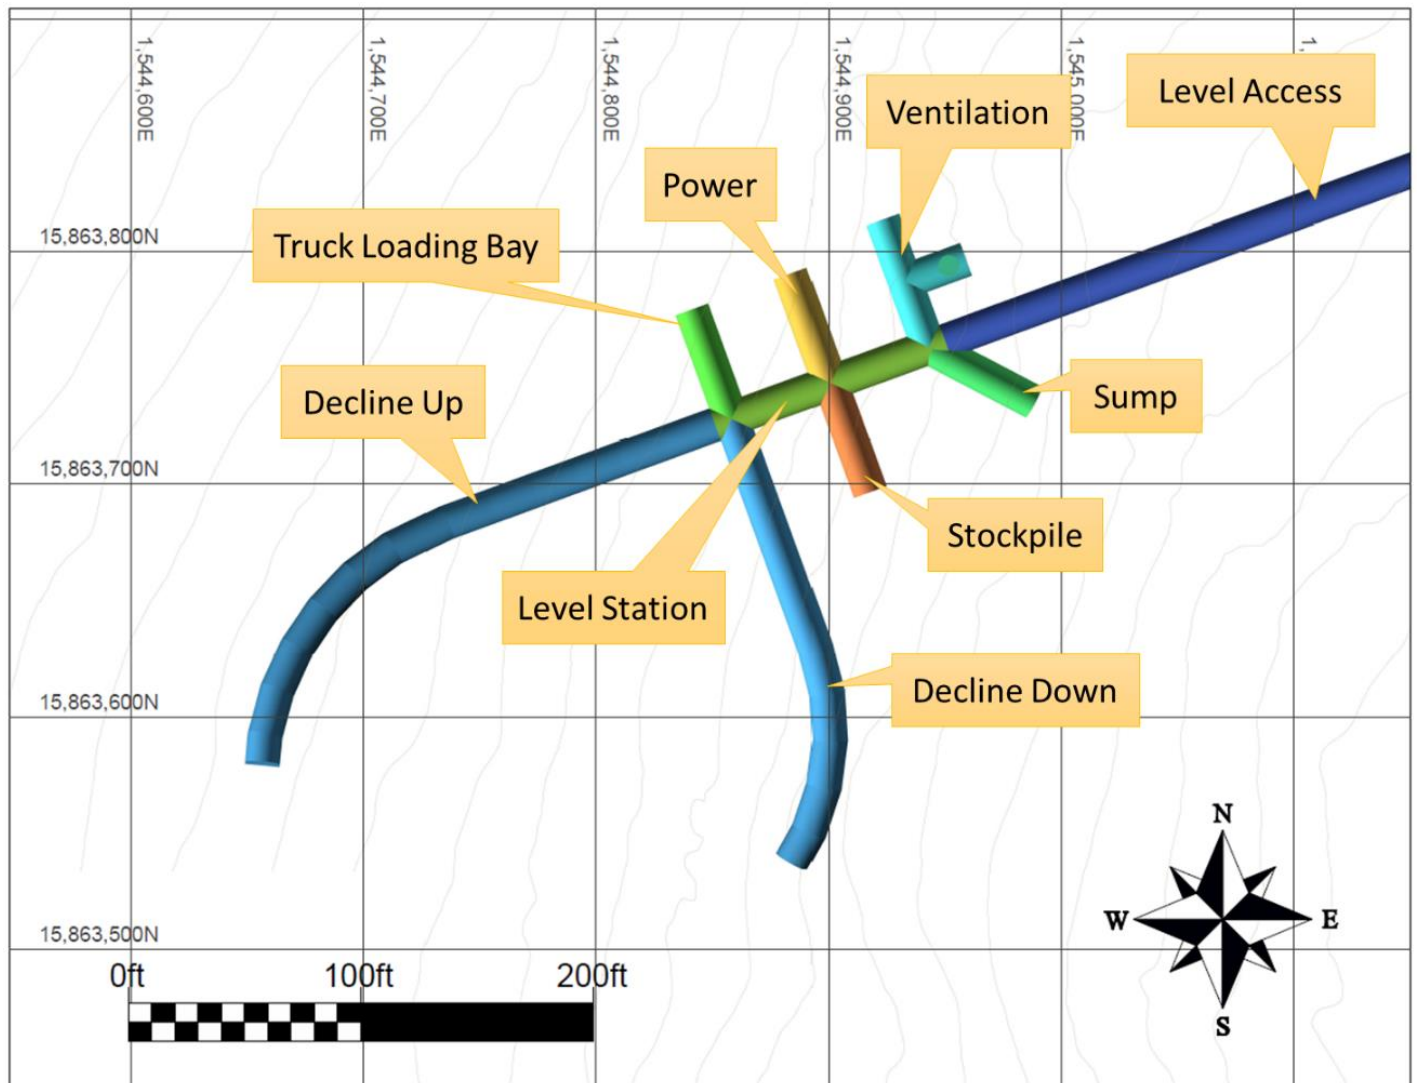 1,544,600E
1,544,700E
1,544,800E
1,544,900E
1,545,000E
1,
Level Access
Ventilation
Power
Truck Loading Bay
15,863,800N
Decline Up
Sump
15,863,700N
Stockpile
Level Station
Decline Down
15,863,600N
N
W
E
S
15,863,500N
0ft
100ft
200ft